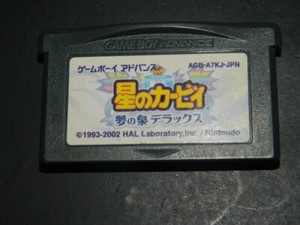 GAME BOY ADVANCE
ゲームボーイ アドバンス
AGB-A7KJ-JPN
星のカービィ
夢の泉 デラックス
©1993-2002 HAL Laboratory,Inc./ Nintendo